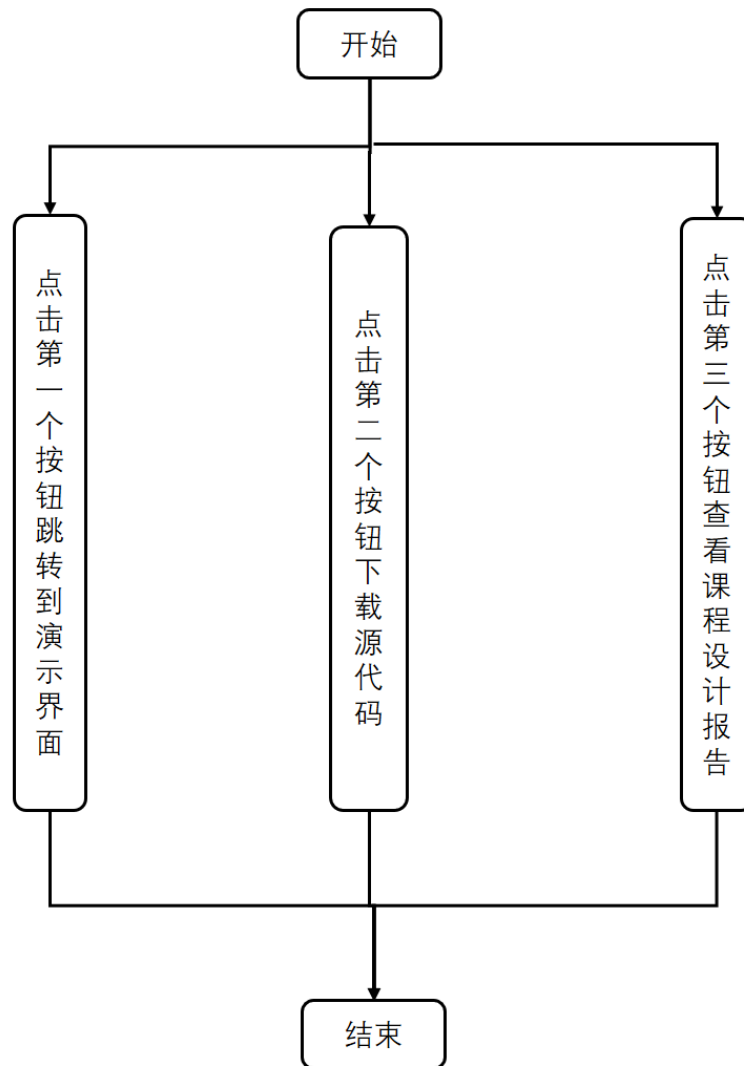 开始
点击第一个按钮跳转到演示界面
点击第二个按钮下载源代码
点击第三个按钮查看课程设计报告
结束